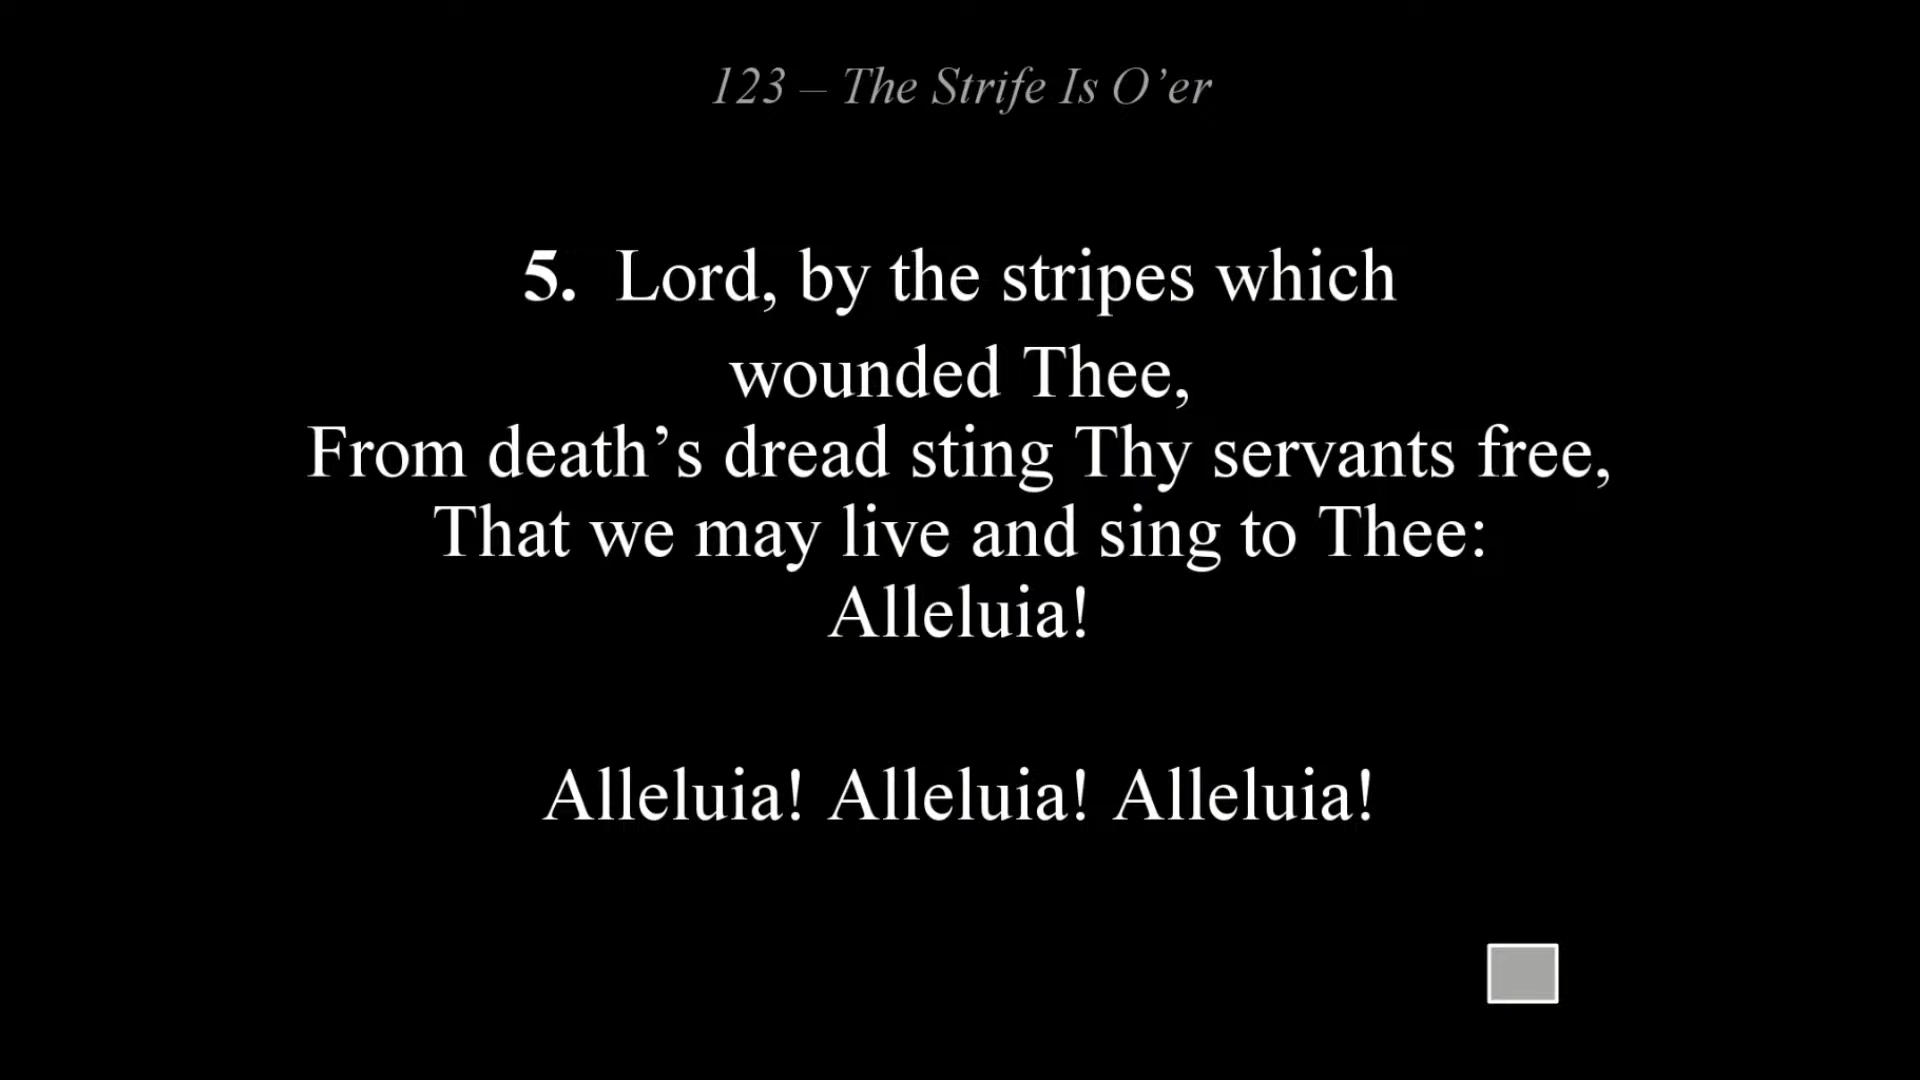 123 – The Strife Is O’er
5. Lord, by the stripes which
wounded Thee,
From death’s dread sting Thy servants free,
That we may live and sing to Thee:
Alleluia!
Alleluia! Alleluia! Alleluia!